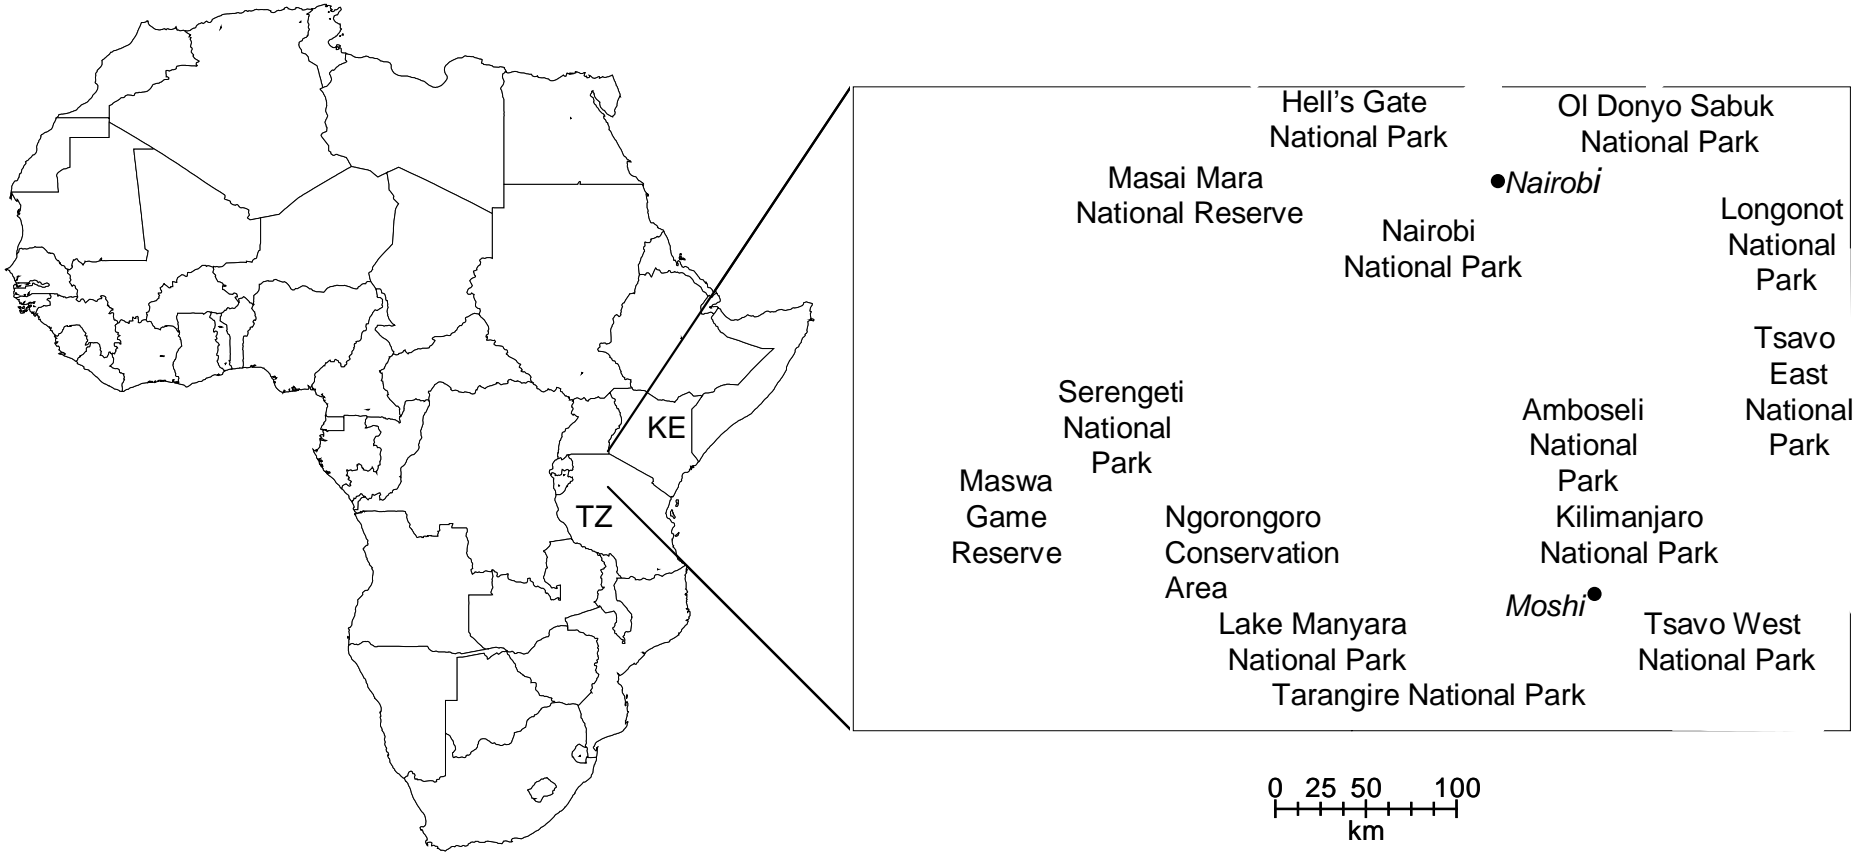 KE
TZ
Hell’s Gate
National Park
Ol Donyo Sabuk
National Park
Masai Mara
National Reserve
Nairobi
Nairobi
National Park
Longonot
National
Park
Tsavo
East
National
Park
Serengeti
National
Park
Amboseli
National
Park
Maswa
Game
Reserve
Ngorongoro
Conservation
Area
Kilimanjaro
National Park
Moshi
Lake Manyara
National Park
Tsavo West
National Park
Tarangire National Park
0 25 50 100
km